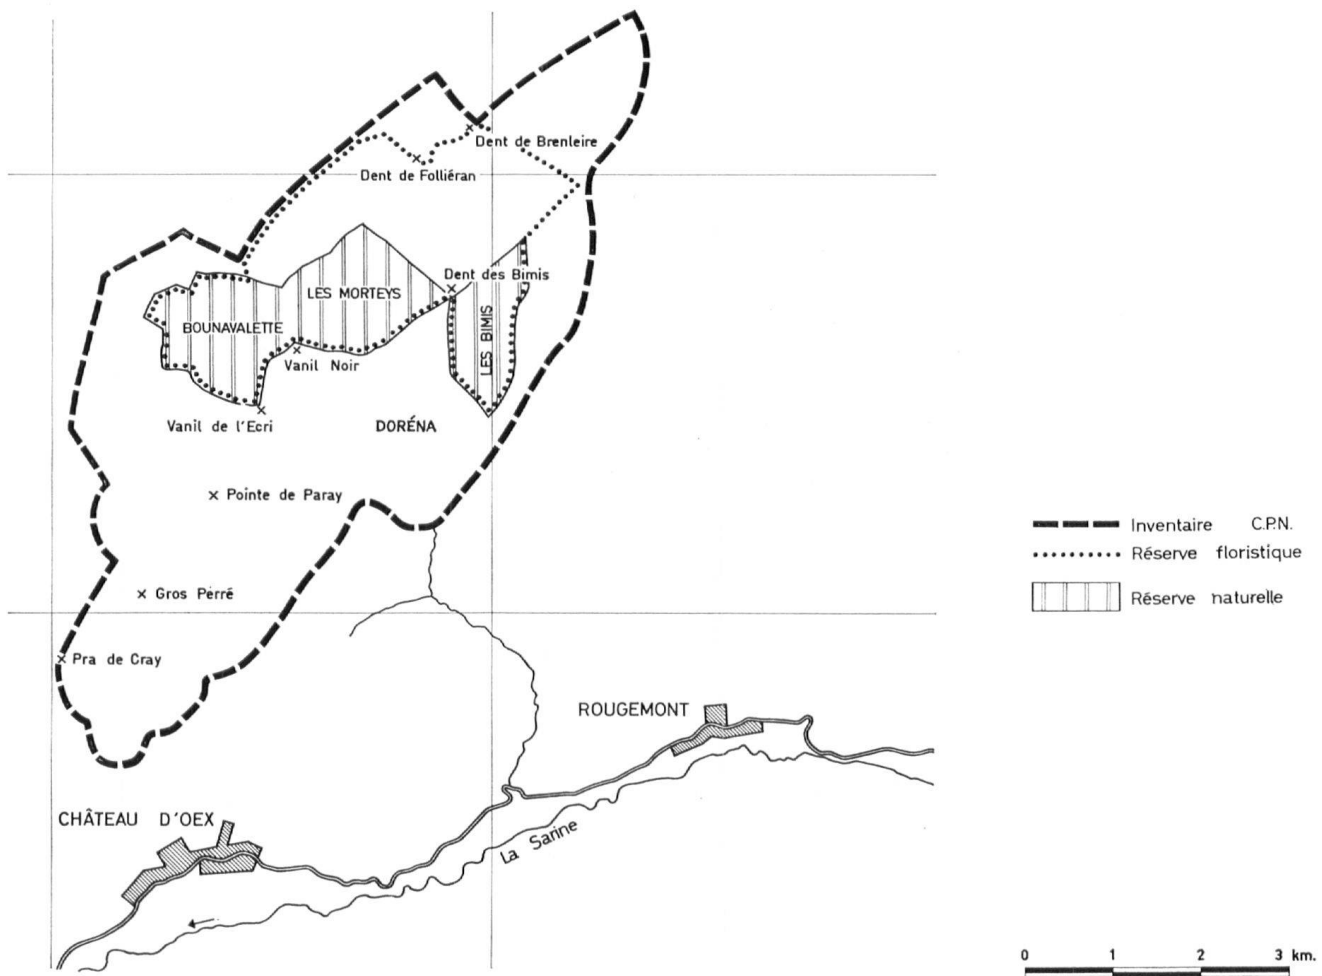 Dent de Brenleire
Dent de Folliéran
Dent des Bimis
LES MORTEYS
BOUNAVALETTE
LES BIMIS
Vanil Noir
Vanil de l'Ecri
DORÉNA
Pointe de Paray
Gros Perré
Pra de Cray
ROUGEMONT
CHÂTEAU D'OEX
La Sarine
Inventaire C.P.N.
Réserve floristique
Réserve naturelle
0 1 2 3 km.